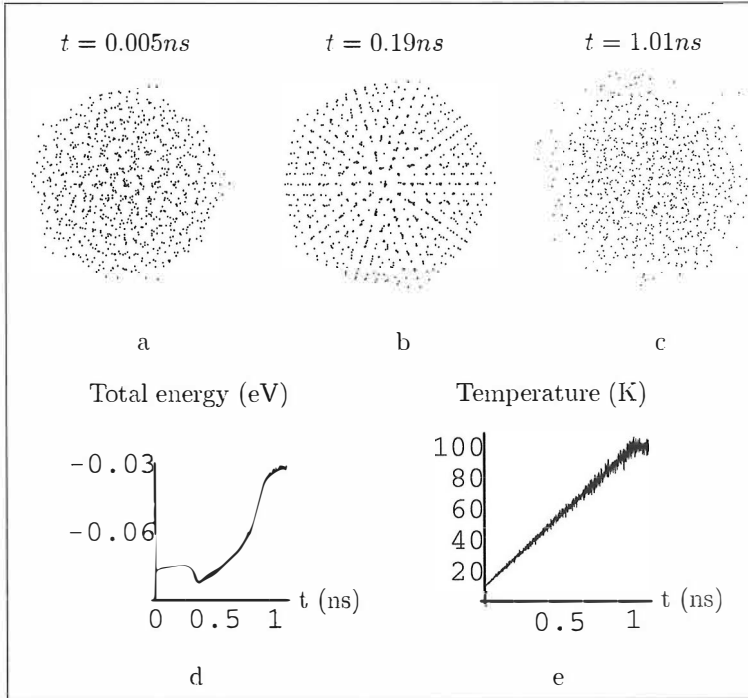 t = 0.005ns t = 0.19ns t = 1.01ns
a b c
Total energy (eV) Temperature (K)
-0.03
-0.06
0 0.5 1 t (ns)
100
80
60
40
20
0.5 1 t (ns)
d e